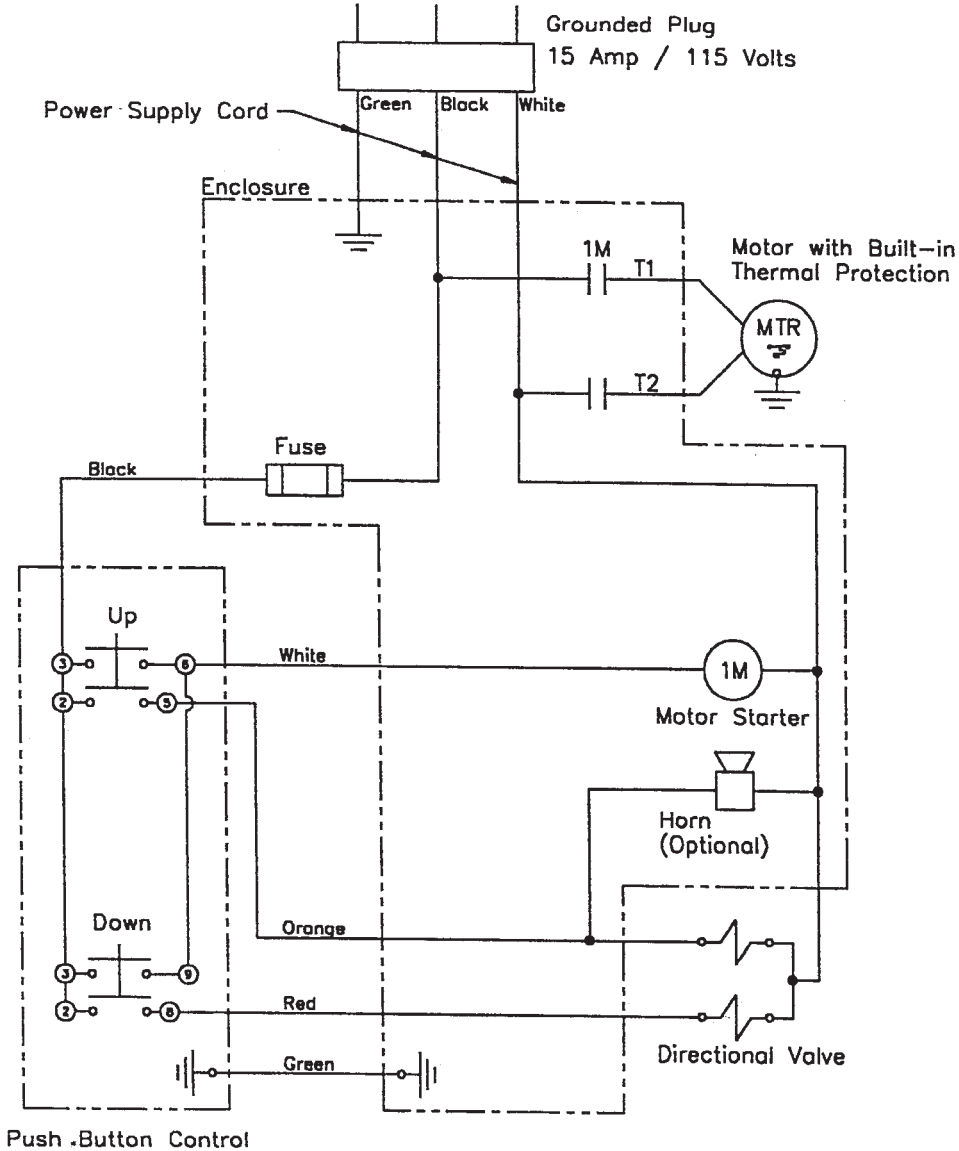 Grounded Plug
15 Amp / 115 Volts
Green Black White
Power Supply Cord
Enclosure
1M
T1
Motor with Built-in
Thermal Protection
MTR
T2
Fuse
Black
Up
3 6 White
1M
2 5
Motor Starter
Horn
(Optional)
Down
Orange
3 9
2 8 Red
Directional Valve
Green
Push .Button Control